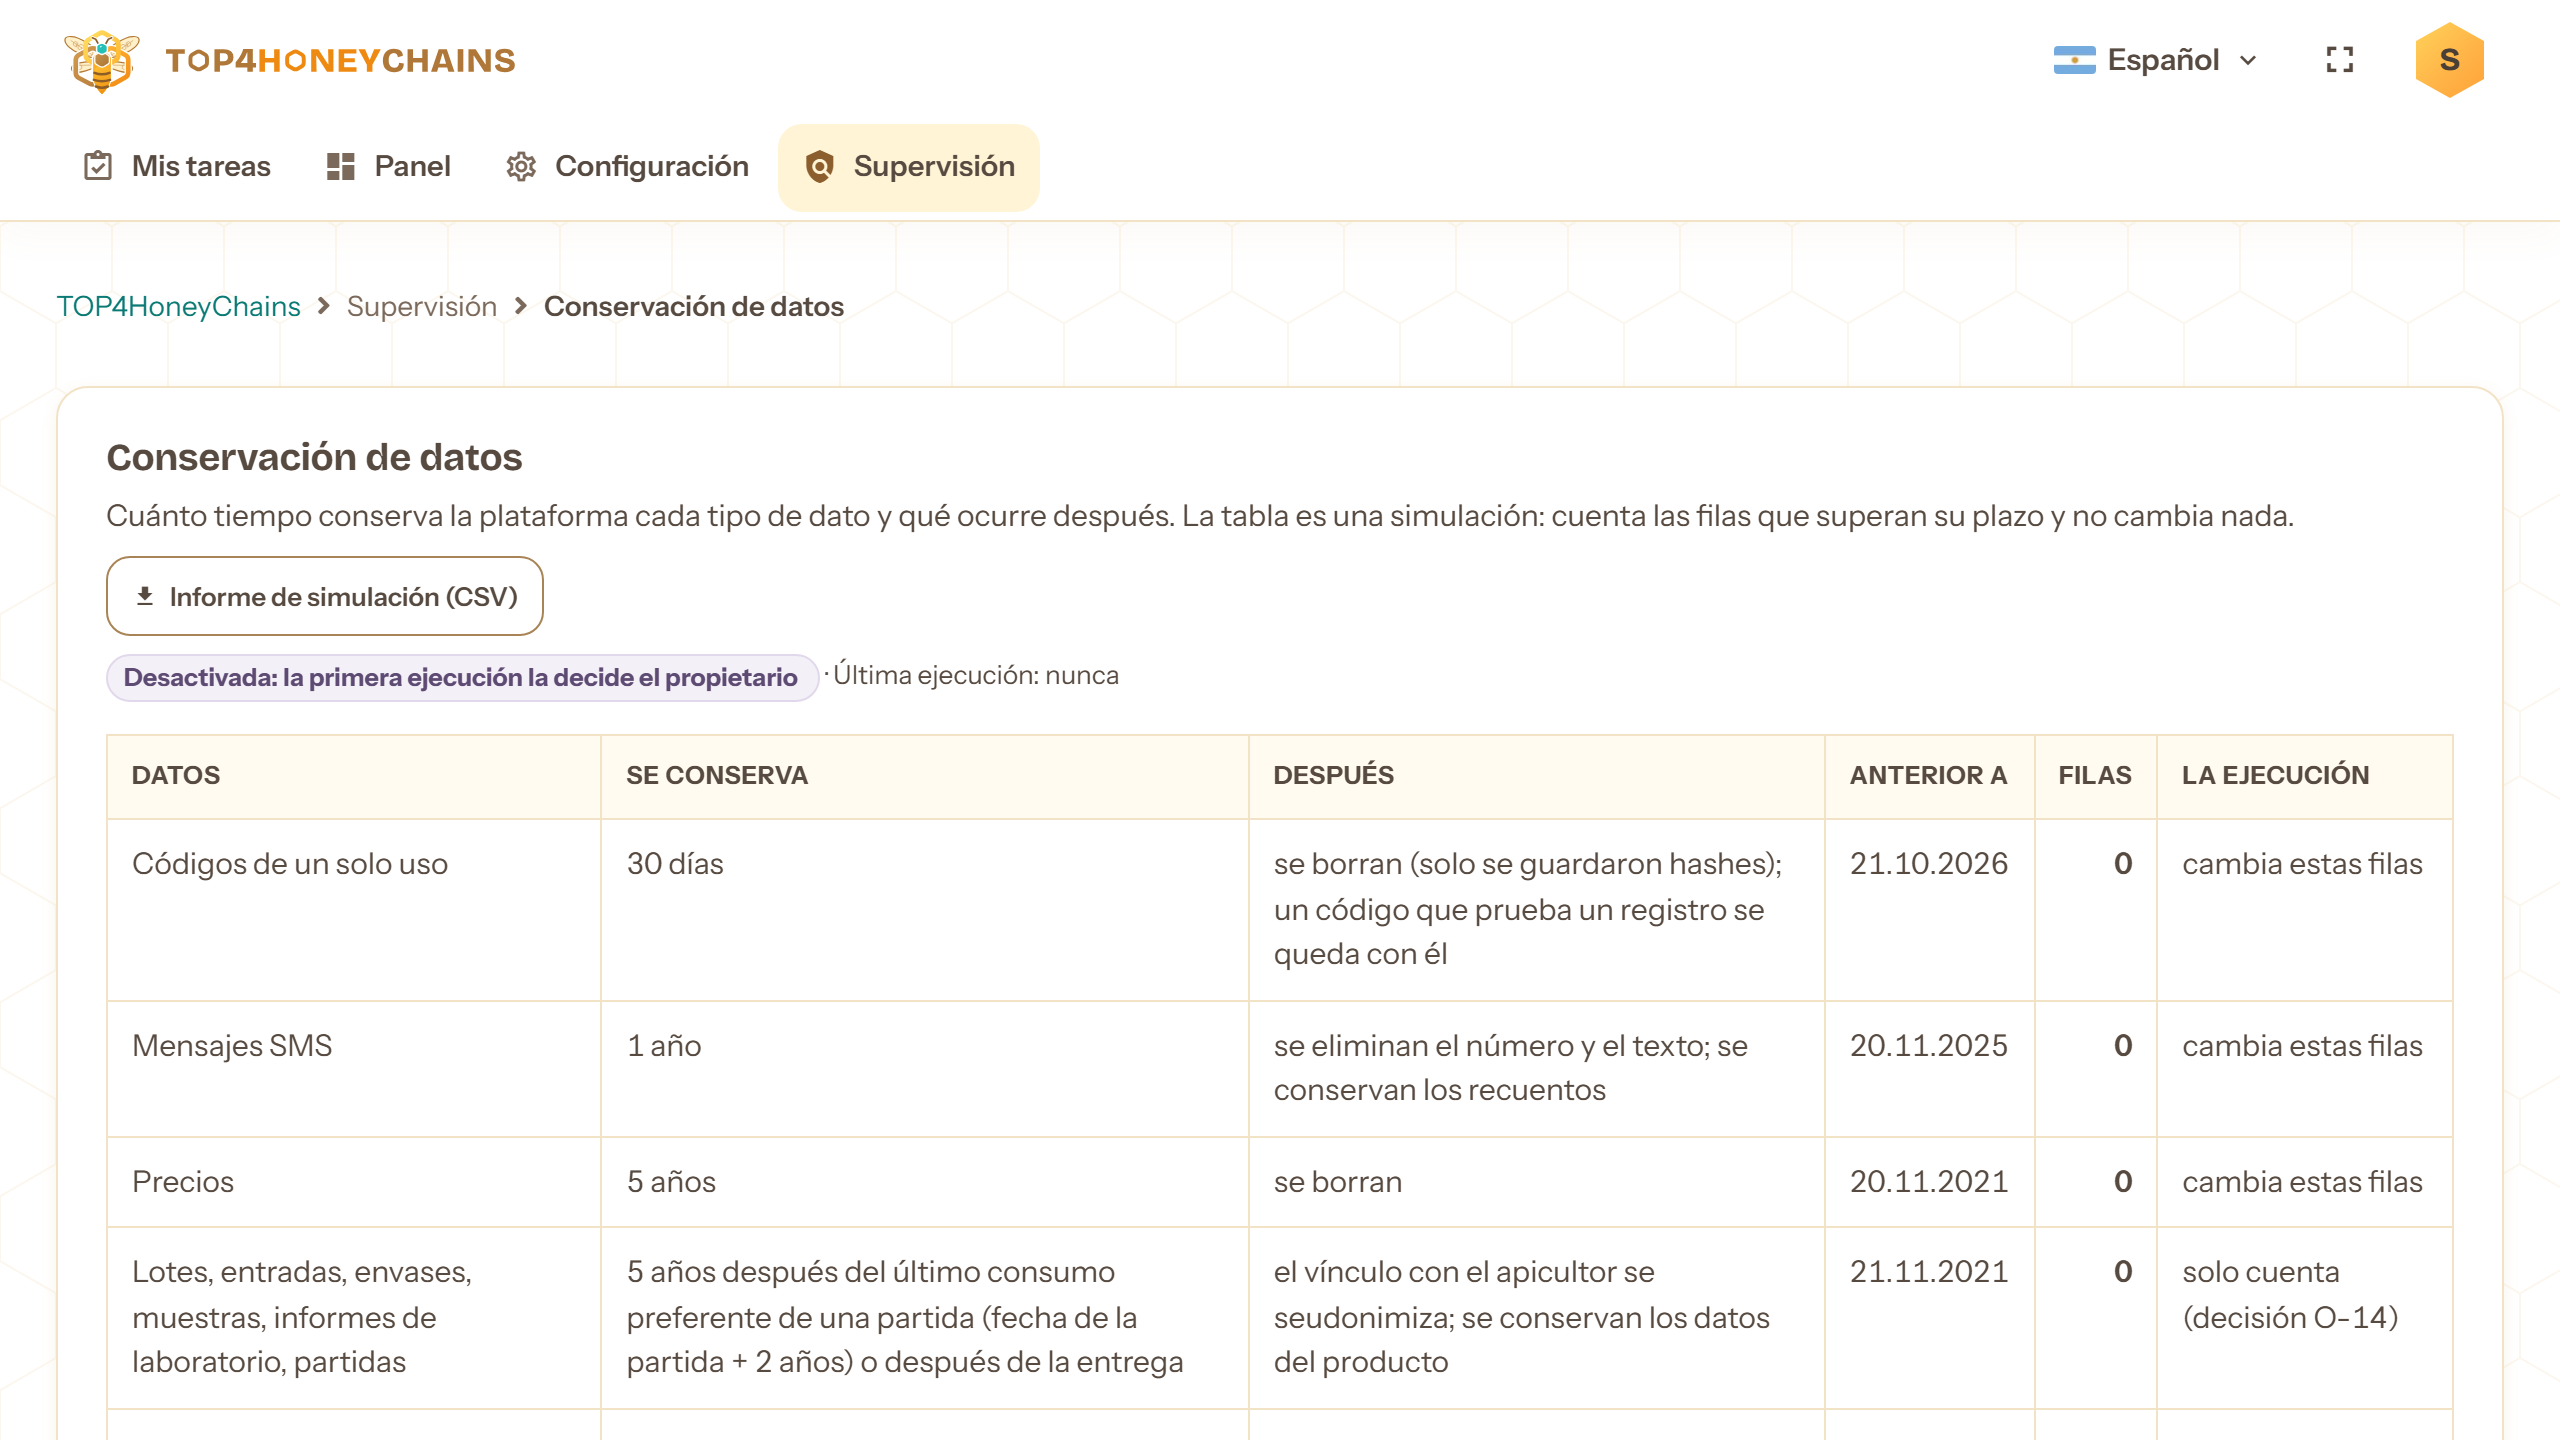 TOP4HONEYCHAINS
Español
S
Mis tareas
Panel
Configuración
Supervisión
TOP4HoneyChains > Supervisión > Conservación de datos
Conservación de datos
Cuánto tiempo conserva la plataforma cada tipo de dato y qué ocurre después. La tabla es una simulación: cuenta las filas que superan su plazo y no cambia nada.
Informe de simulación (CSV)
Desactivada: la primera ejecución la decide el propietario · Última ejecución: nunca
DATOS SE CONSERVA DESPUÉS ANTERIOR A FILAS LA EJECUCIÓN
Códigos de un solo uso 30 días se borran (solo se guardaron hashes); 21.10.2026 0 cambia estas filas
un código que prueba un registro se
queda con él
Mensajes SMS 1 año se eliminan el número y el texto; se 20.11.2025 0 cambia estas filas
conservan los recuentos
Precios 5 años se borran 20.11.2021 0 cambia estas filas
Lotes, entradas, envases, 5 años después del último consumo el vínculo con el apicultor se 21.11.2021 0 solo cuenta
muestras, informes de preferente de una partida (fecha de la seudonimiza; se conservan los datos (decisión O-14)
laboratorio, partidas partida + 2 años) o después de la entrega del producto